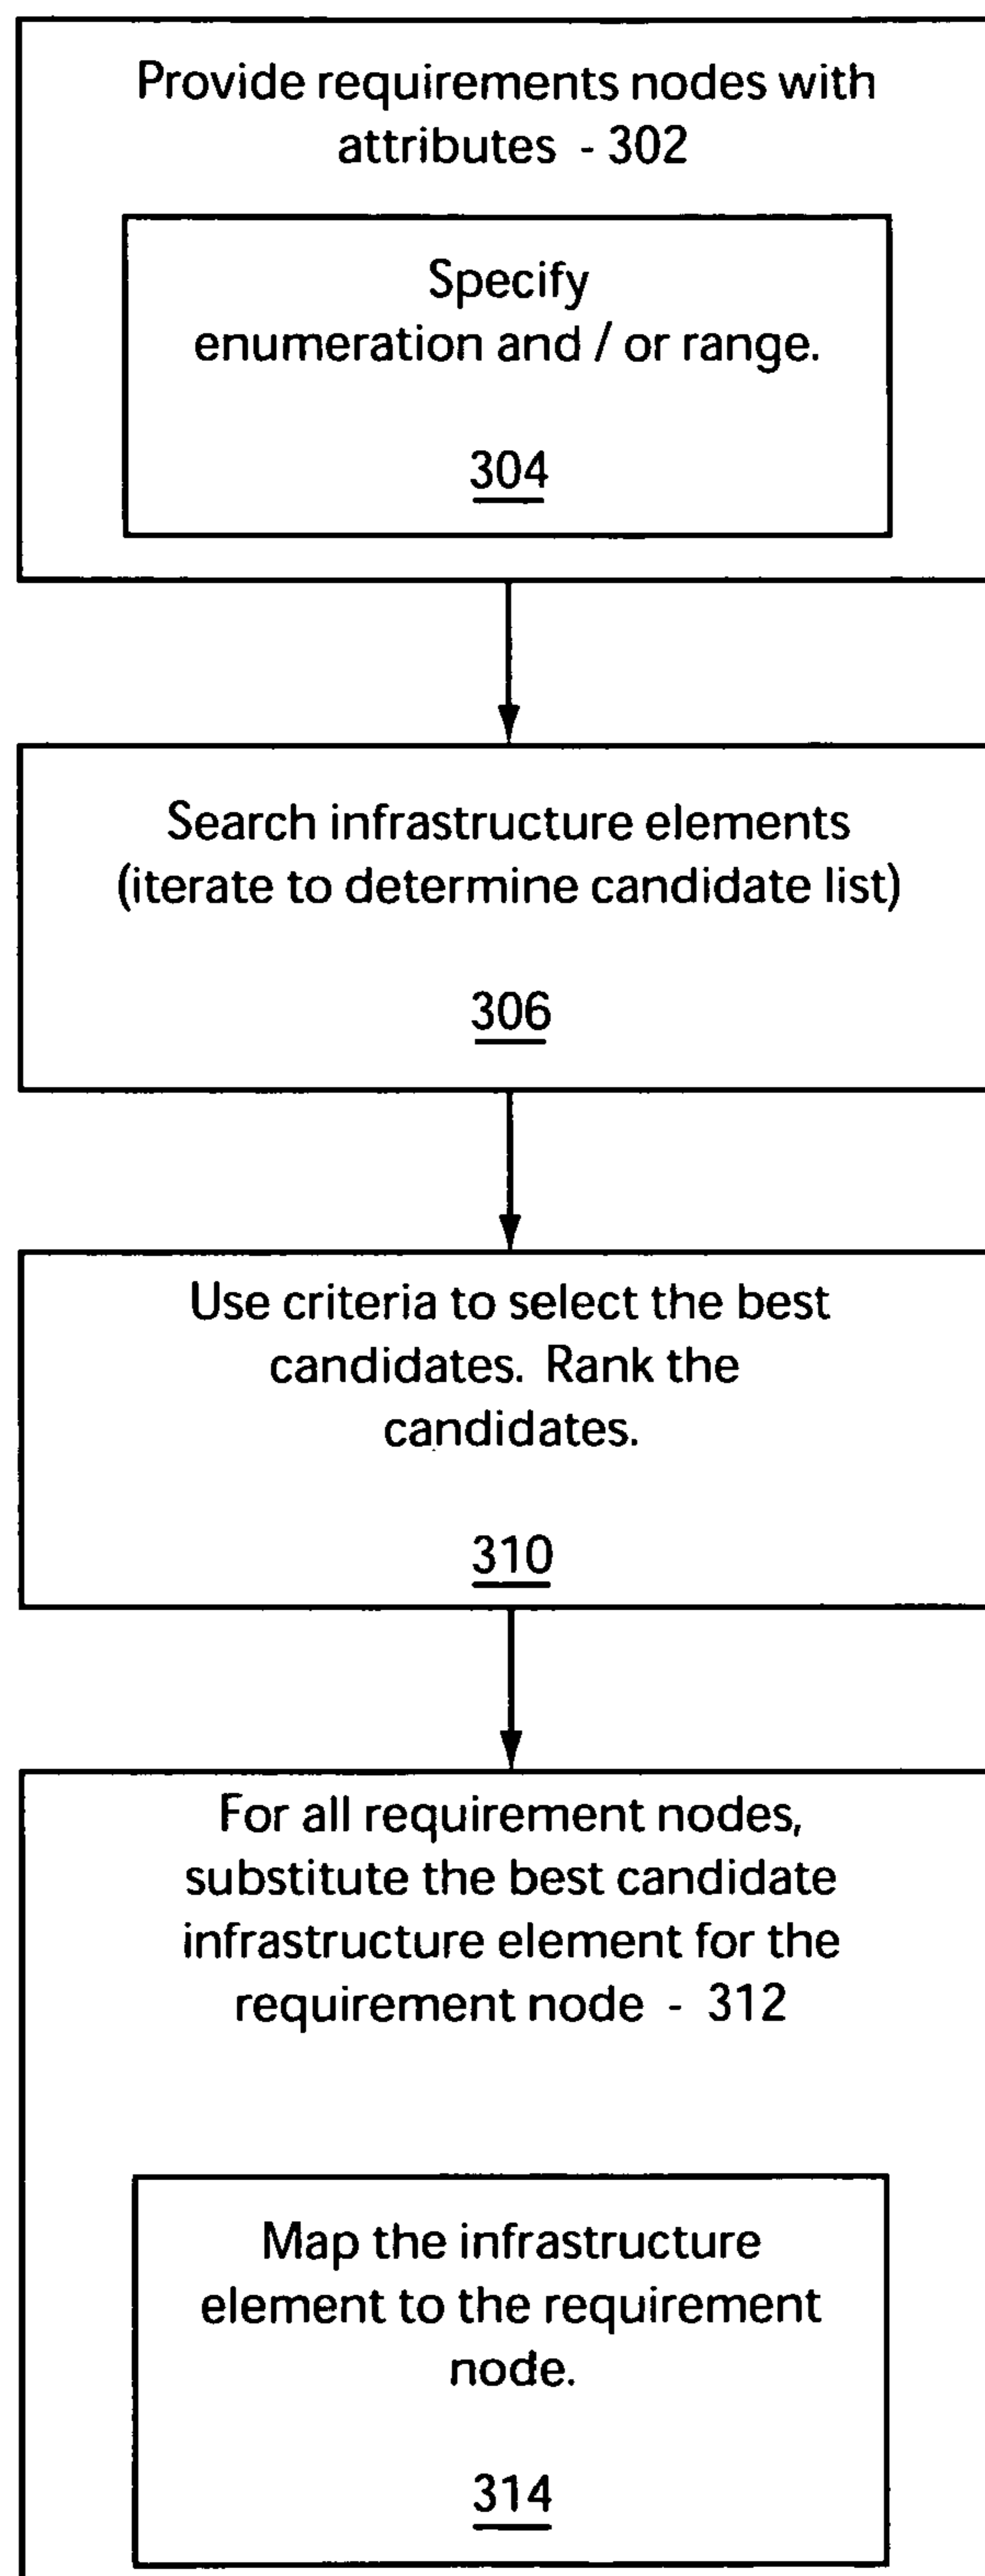 Provide requirements nodes with
attributes - 302
Specify
enumeration and / or range.
304
Search infrastructure elements
(iterate to determine candidate list)
306
Use criteria to select the best
candidates. Rank the
candidates.
310
For all requirement nodes,
substitute the best candidate
infrastructure element for the
requirement node - 312
Map the infrastructure
element to the requirement
node.
314